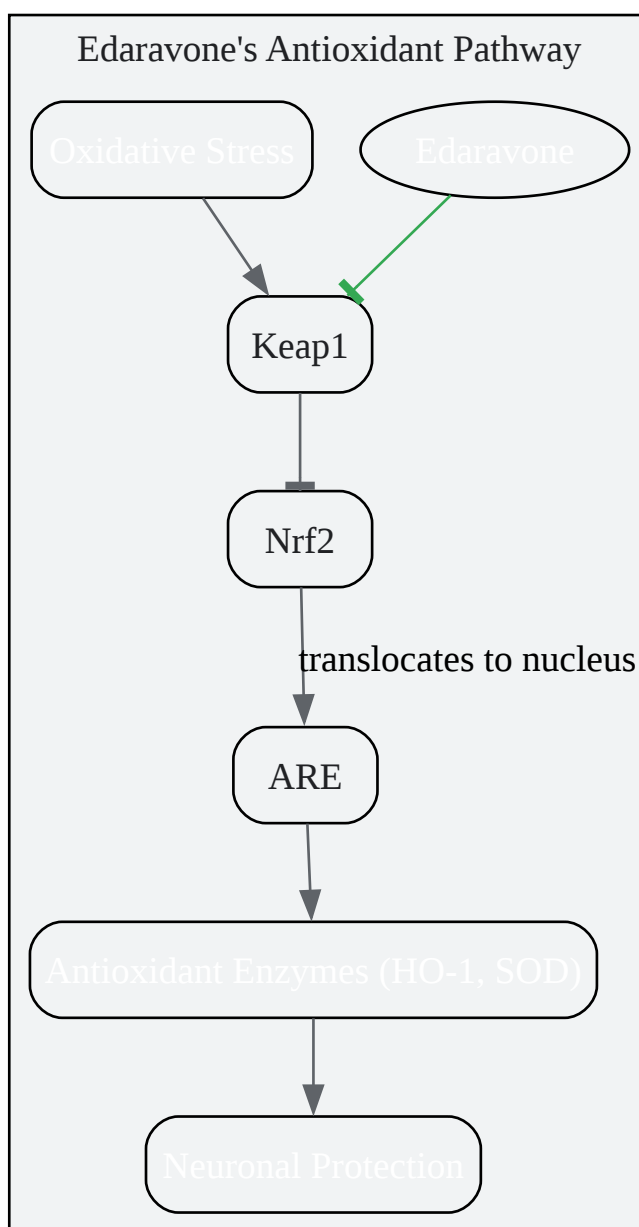 Edaravone's Antioxidant Pathway
Oxidative Stress
Edaravone
Keap1
Nrf2
translocates to nucleus
ARE
Antioxidant Enzymes (HO-1, SOD)
Neuronal Protection